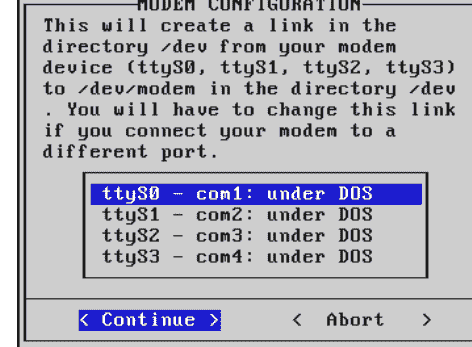 MODEM CONFIGURATION
This will create a link in the
directory /dev from your modem
device (ttyS0, ttyS1, ttyS2, ttyS3)
to /dev/modem in the directory /dev
. You will have to change this link
if you connect your modem to a
different port.
ttyS0 - com1: under DOS
ttyS1 - com2: under DOS
ttyS2 - com3: under DOS
ttyS3 - com4: under DOS
< Continue > < Abort >